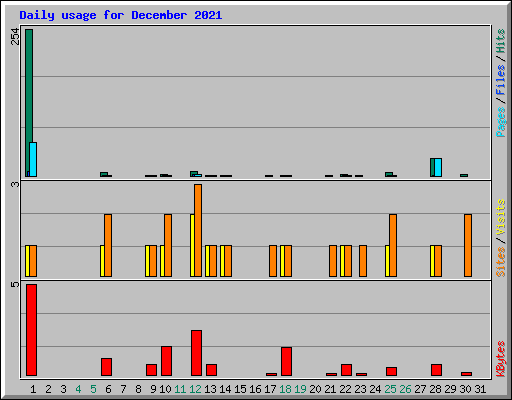 Daily usage for December 2021
254
Pages / Files / Hits
3
Sites / Visits
5
KBytes
1 2 3 4 5 6 7 8 9 10 11 12 13 14 15 16 17 18 19 20 21 22 23 24 25 26 27 28 29 30 31